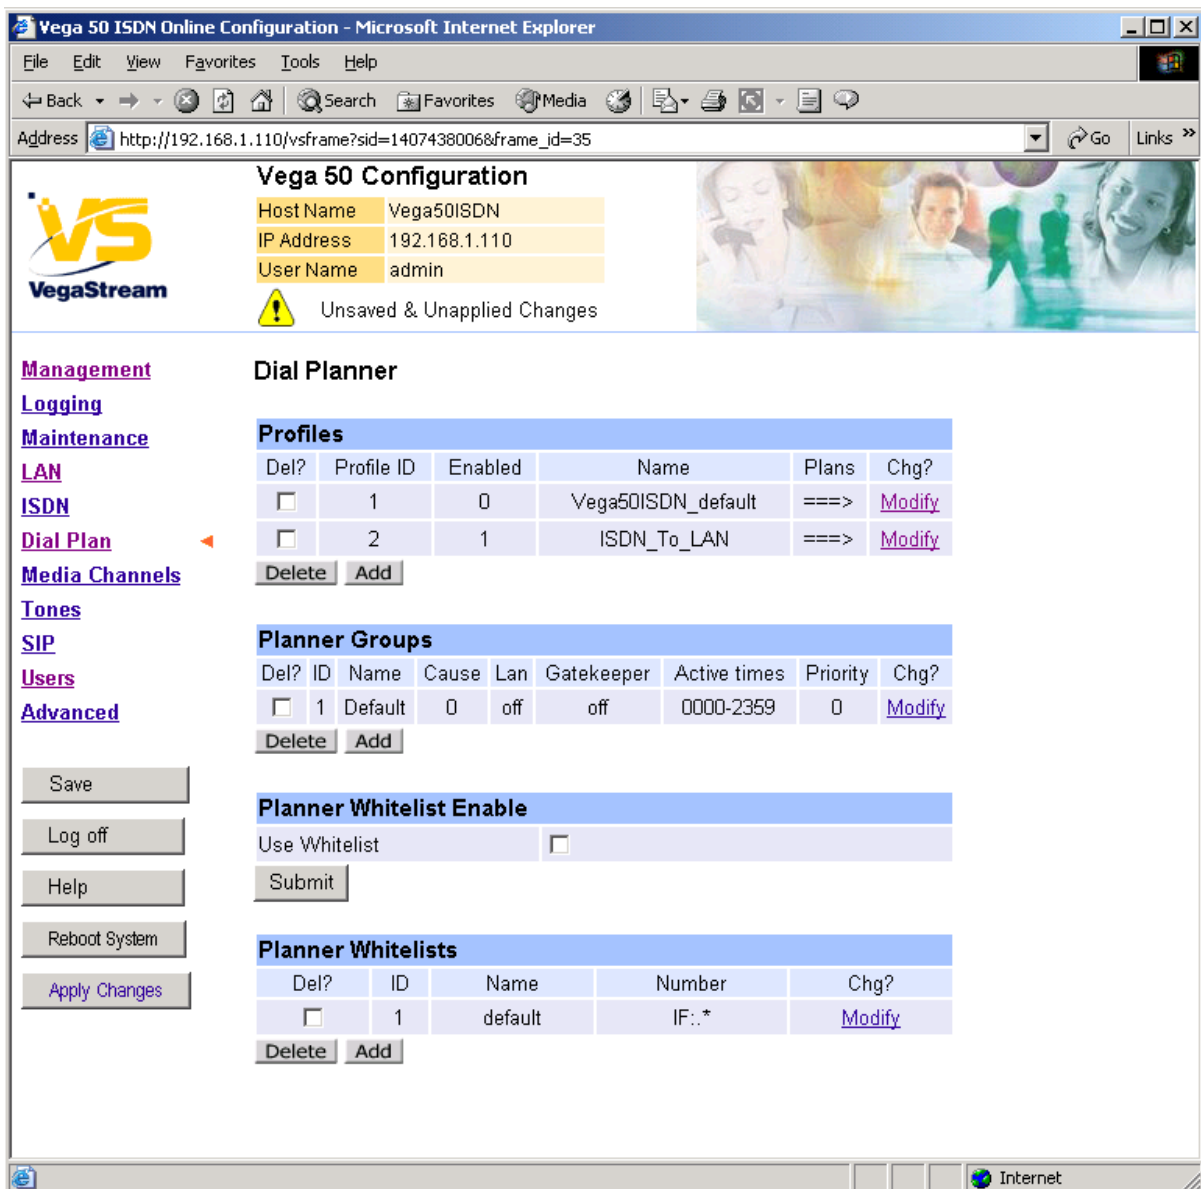 Vega 50 ISDN Online Configuration - Microsoft Internet Explorer
File Edit View Favorites Tools Help
Back Search Favorites Media
Address http://192.168.1.110/vsframe?sid=1407438006&frame_id=35 Go Links »
VS
VegaStream
Vega 50 Configuration
Host Name Vega50ISDN
IP Address 192.168.1.110
User Name admin
Unsaved & Unapplied Changes
Management
Logging
Maintenance
LAN
ISDN
Dial Plan
Media Channels
Tones
SIP
Users
Advanced
Save
Log off
Help
Reboot System
Apply Changes
Dial Planner
Profiles
Del? Profile ID Enabled Name Plans Chg?
1 0 Vega50ISDN_default ===> Modify
2 1 ISDN_To_LAN ===> Modify
Delete Add
Planner Groups
Del? ID Name Cause Lan Gatekeeper Active times Priority Chg?
1 Default 0 off off 0000-2359 0 Modify
Delete Add
Planner Whitelist Enable
Use Whitelist
Submit
Planner Whitelists
Del? ID Name Number Chg?
1 default IF:.* Modify
Delete Add
Internet